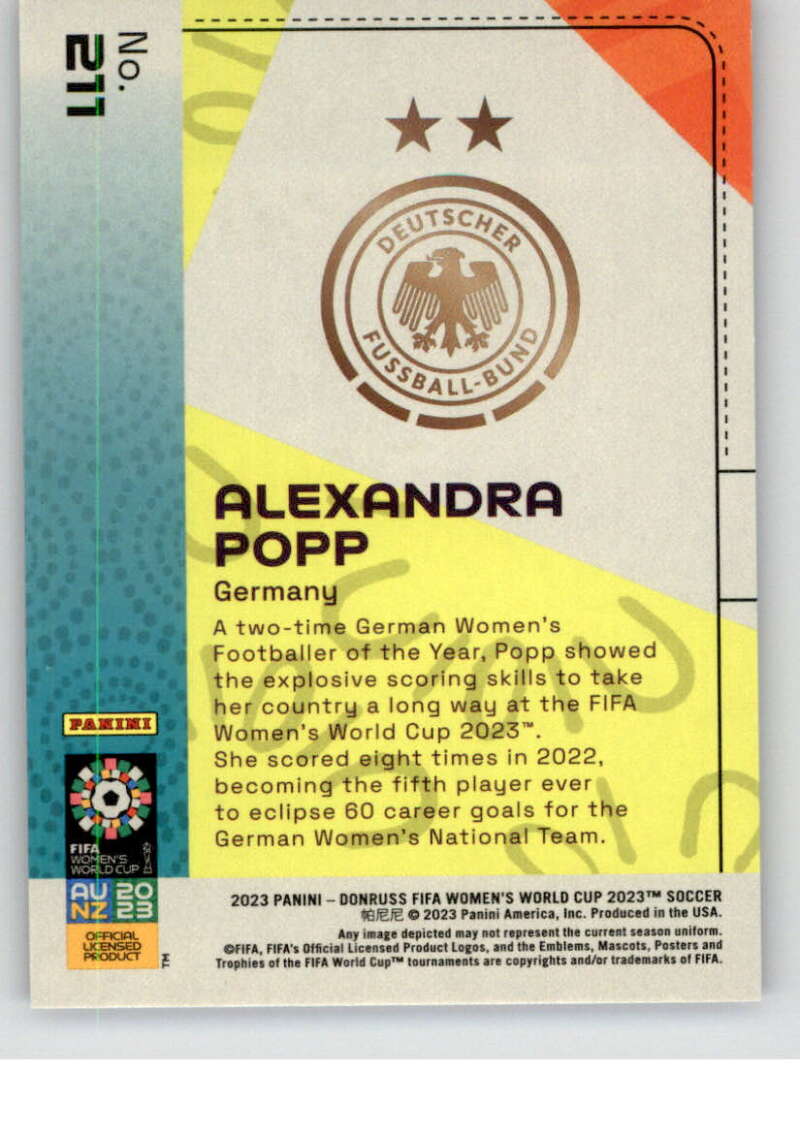 No. 211
DEUTSCHER
FUSSBALL-BUND
ALEXANDRA
POPP
Germany
A two-time German Women's
Footballer of the Year, Popp showed
the explosive scoring skills to take
her country a long way at the FIFA
Women's World Cup 2023™.
She scored eight times in 2022,
becoming the fifth player ever
to eclipse 60 career goals for the
German Women's National Team.
PANINI
FIFA
WOMEN'S
WORLD CUP
AU 20
NZ 23
OFFICIAL
LICENSED
PRODUCT
TM
2023 PANINI – DONRUSS FIFA WOMEN'S WORLD CUP 2023™ SOCCER
帕尼尼 © 2023 Panini America, Inc. Produced in the USA.
Any image depicted may not represent the current season uniform.
©FIFA, FIFA's Official Licensed Product Logos, and the Emblems, Mascots, Posters and
Trophies of the FIFA World Cup™ tournaments are copyrights and/or trademarks of FIFA.